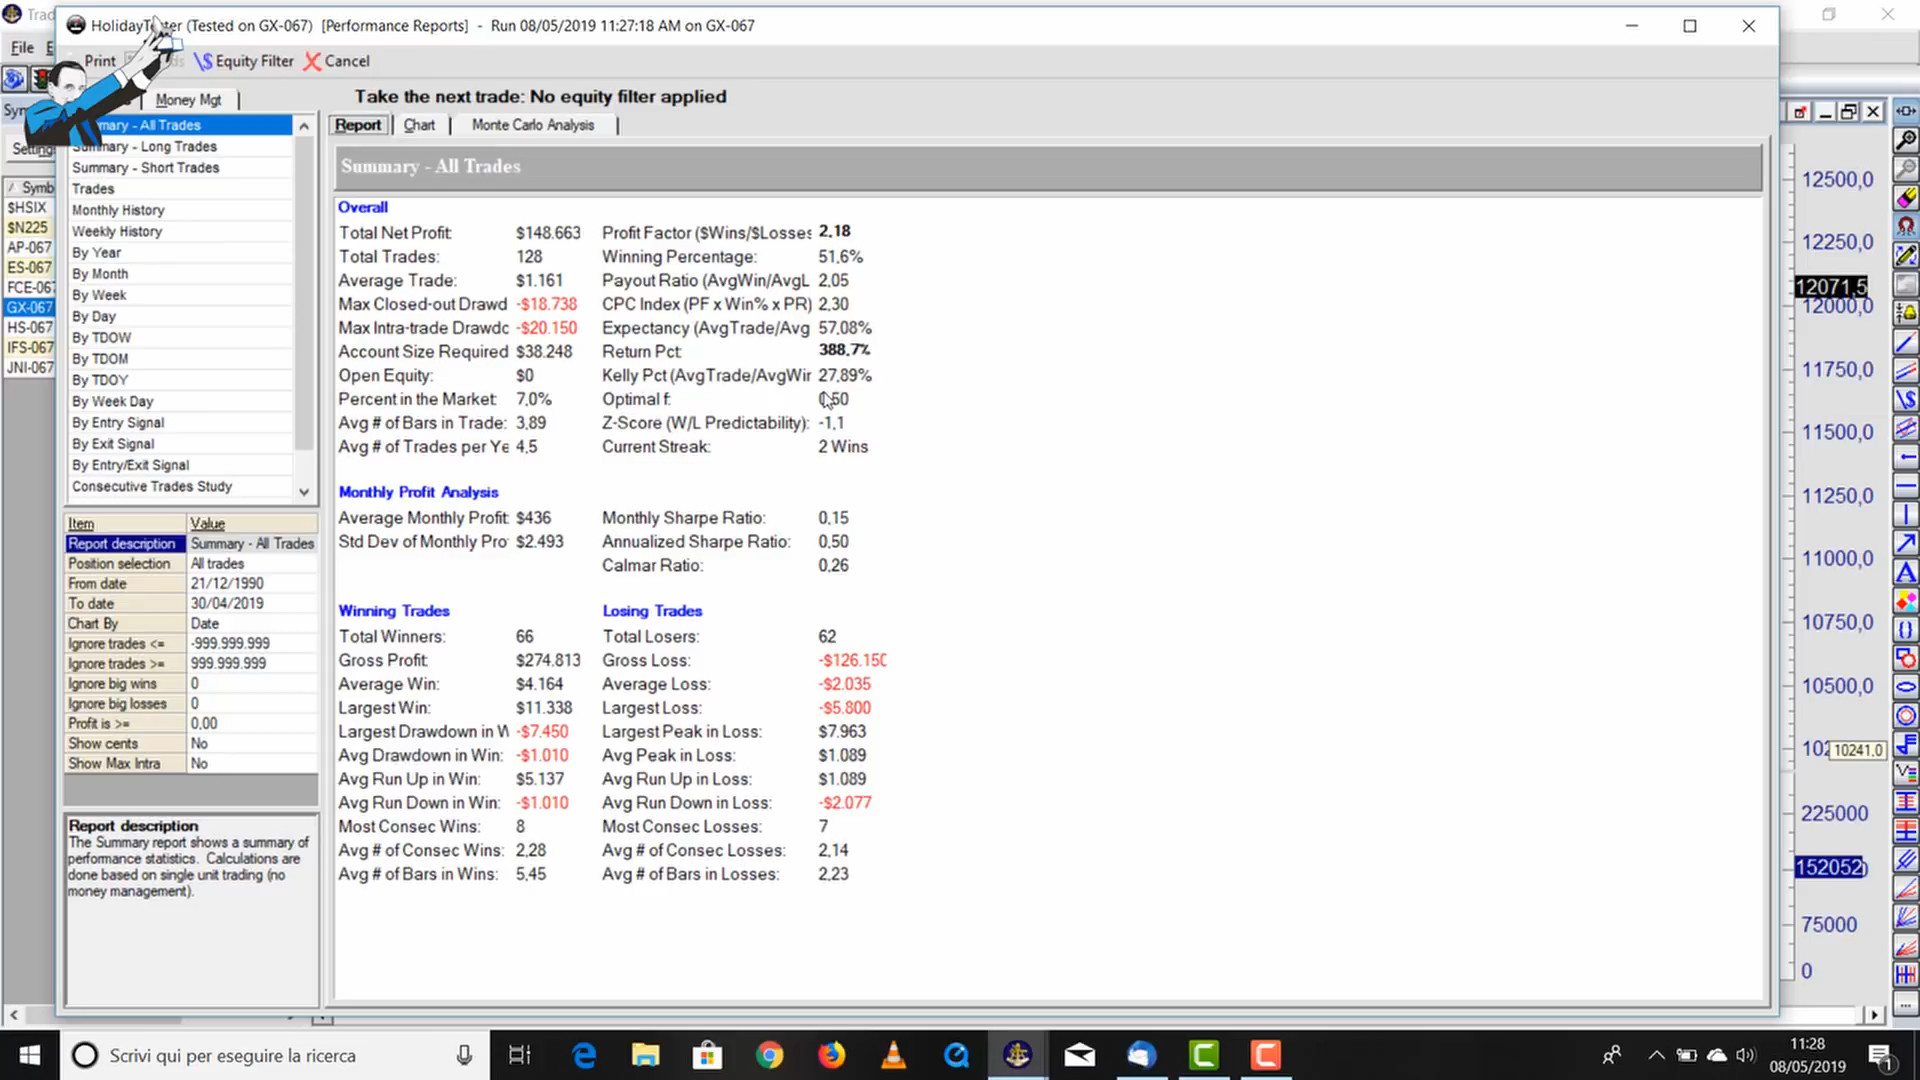 HolidayTester (Tested on GX-067) [Performance Reports] - Run 08/05/2019 11:27:18 AM on GX-067
File
Print
Equity Filter
Cancel
Money Mgt
Take the next trade: No equity filter applied
Report
Chart
Monte Carlo Analysis
Summary - All Trades
Summary - Long Trades
Summary - Short Trades
Trades
Monthly History
Weekly History
By Year
By Month
By Week
By Day
By TDOW
By TDOM
By TDOY
By Week Day
By Entry Signal
By Exit Signal
By Entry/Exit Signal
Consecutive Trades Study
Symb
$HSIX
$N225
AP-067
ES-067
FCE-067
GX-067
HS-067
IFS-067
JNI-067
Item Value
Report description Summary - All Trades
Position selection All trades
From date 21/12/1990
To date 30/04/2019
Chart By Date
Ignore trades <= -999.999.999
Ignore trades >= 999.999.999
Ignore big wins 0
Ignore big losses 0
Profit is >= 0,00
Show cents No
Show Max Intra No
Report description
The Summary report shows a summary of
performance statistics. Calculations are
done based on single unit trading (no
money management).
Summary - All Trades
Overall
Total Net Profit: $148.663 Profit Factor ($Wins/$Losses 2,18
Total Trades: 128 Winning Percentage: 51,6%
Average Trade: $1.161 Payout Ratio (AvgWin/AvgL 2,05
Max Closed-out Drawd -$18.738 CPC Index (PF x Win% x PR) 2,30
Max Intra-trade Drawdc -$20.150 Expectancy (AvgTrade/Avg 57,08%
Account Size Required $38.248 Return Pct: 388,7%
Open Equity: $0 Kelly Pct (AvgTrade/AvgWir 27,89%
Percent in the Market: 7,0% Optimal f: 0,50
Avg # of Bars in Trade: 3,89 Z-Score (W/L Predictability): -1,1
Avg # of Trades per Ye 4,5 Current Streak: 2 Wins
Monthly Profit Analysis
Average Monthly Profit: $436 Monthly Sharpe Ratio: 0,15
Std Dev of Monthly Pro $2.493 Annualized Sharpe Ratio: 0,50
Calmar Ratio: 0,26
Winning Trades Losing Trades
Total Winners: 66 Total Losers: 62
Gross Profit: $274.813 Gross Loss: -$126.150
Average Win: $4.164 Average Loss: -$2.035
Largest Win: $11.338 Largest Loss: -$5.800
Largest Drawdown in W -$7.450 Largest Peak in Loss: $7.963
Avg Drawdown in Win: -$1.010 Avg Peak in Loss: $1.089
Avg Run Up in Win: $5.137 Avg Run Up in Loss: $1.089
Avg Run Down in Win: -$1.010 Avg Run Down in Loss: -$2.077
Most Consec Wins: 8 Most Consec Losses: 7
Avg # of Consec Wins: 2,28 Avg # of Consec Losses: 2,14
Avg # of Bars in Wins: 5,45 Avg # of Bars in Losses: 2,23
12500,0
12250,0
12071,5
12000,0
11750,0
11500,0
11250,0
11000,0
10750,0
10500,0
10241,0
225000
152052
75000
0
Scrivi qui per eseguire la ricerca
11:28
08/05/2019